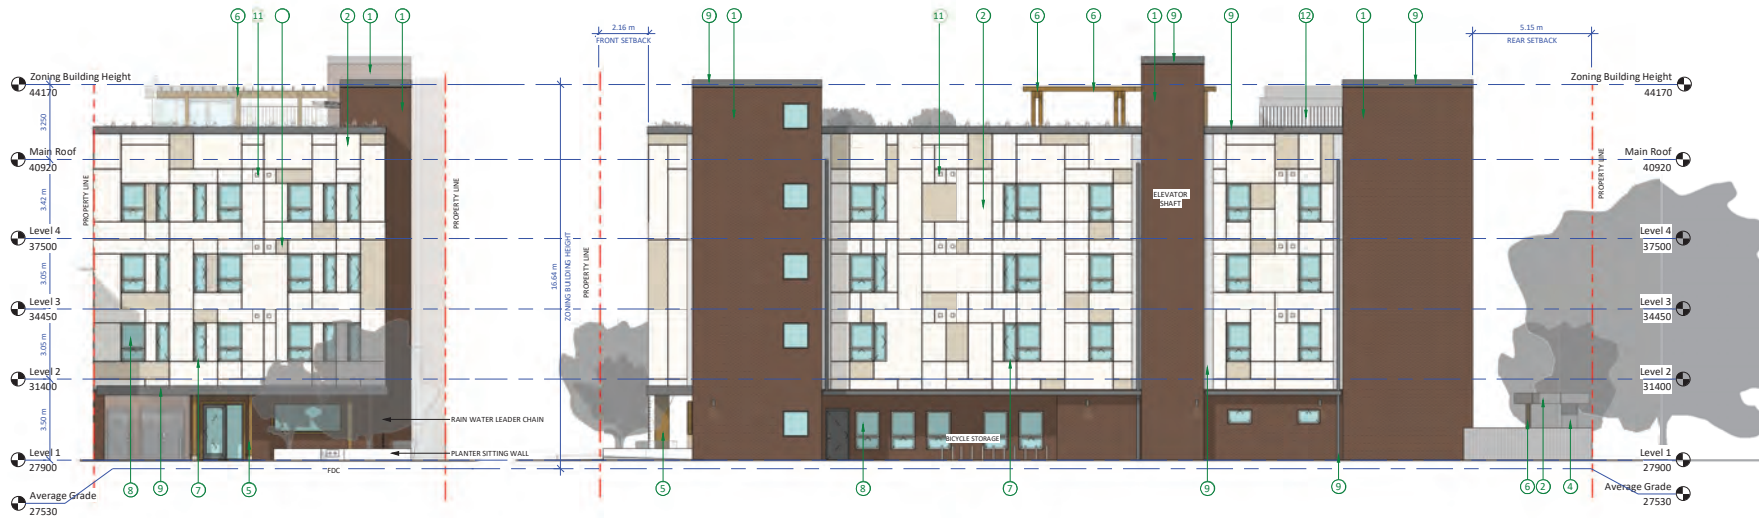 6 11 2 1 1
2.16 m
FRONT SETBACK
9 1 11 2 6 6 1 9 9 12 1 9
5.15 m
REAR SETBACK
Zoning Building Height
44170
3.250
Main Roof
40920
3.42 m
Level 4
37500
3.05 m
Level 3
34450
3.05 m
Level 2
31400
3.50 m
Level 1
27900
Average Grade
27530
PROPERTY LINE
PROPERTY LINE
RAIN WATER LEADER CHAIN
PLANTER SITTING WALL
FDC
8 9 7 5
16.64 m
ZONING BUILDING HEIGHT
PROPERTY LINE
ELEVATOR
SHAFT
BICYCLE STORAGE
5 8 7 9 9 6 2 4
PROPERTY LINE
Zoning Building Height
44170
Main Roof
40920
Level 4
37500
Level 3
34450
Level 2
31400
Level 1
27900
Average Grade
27530